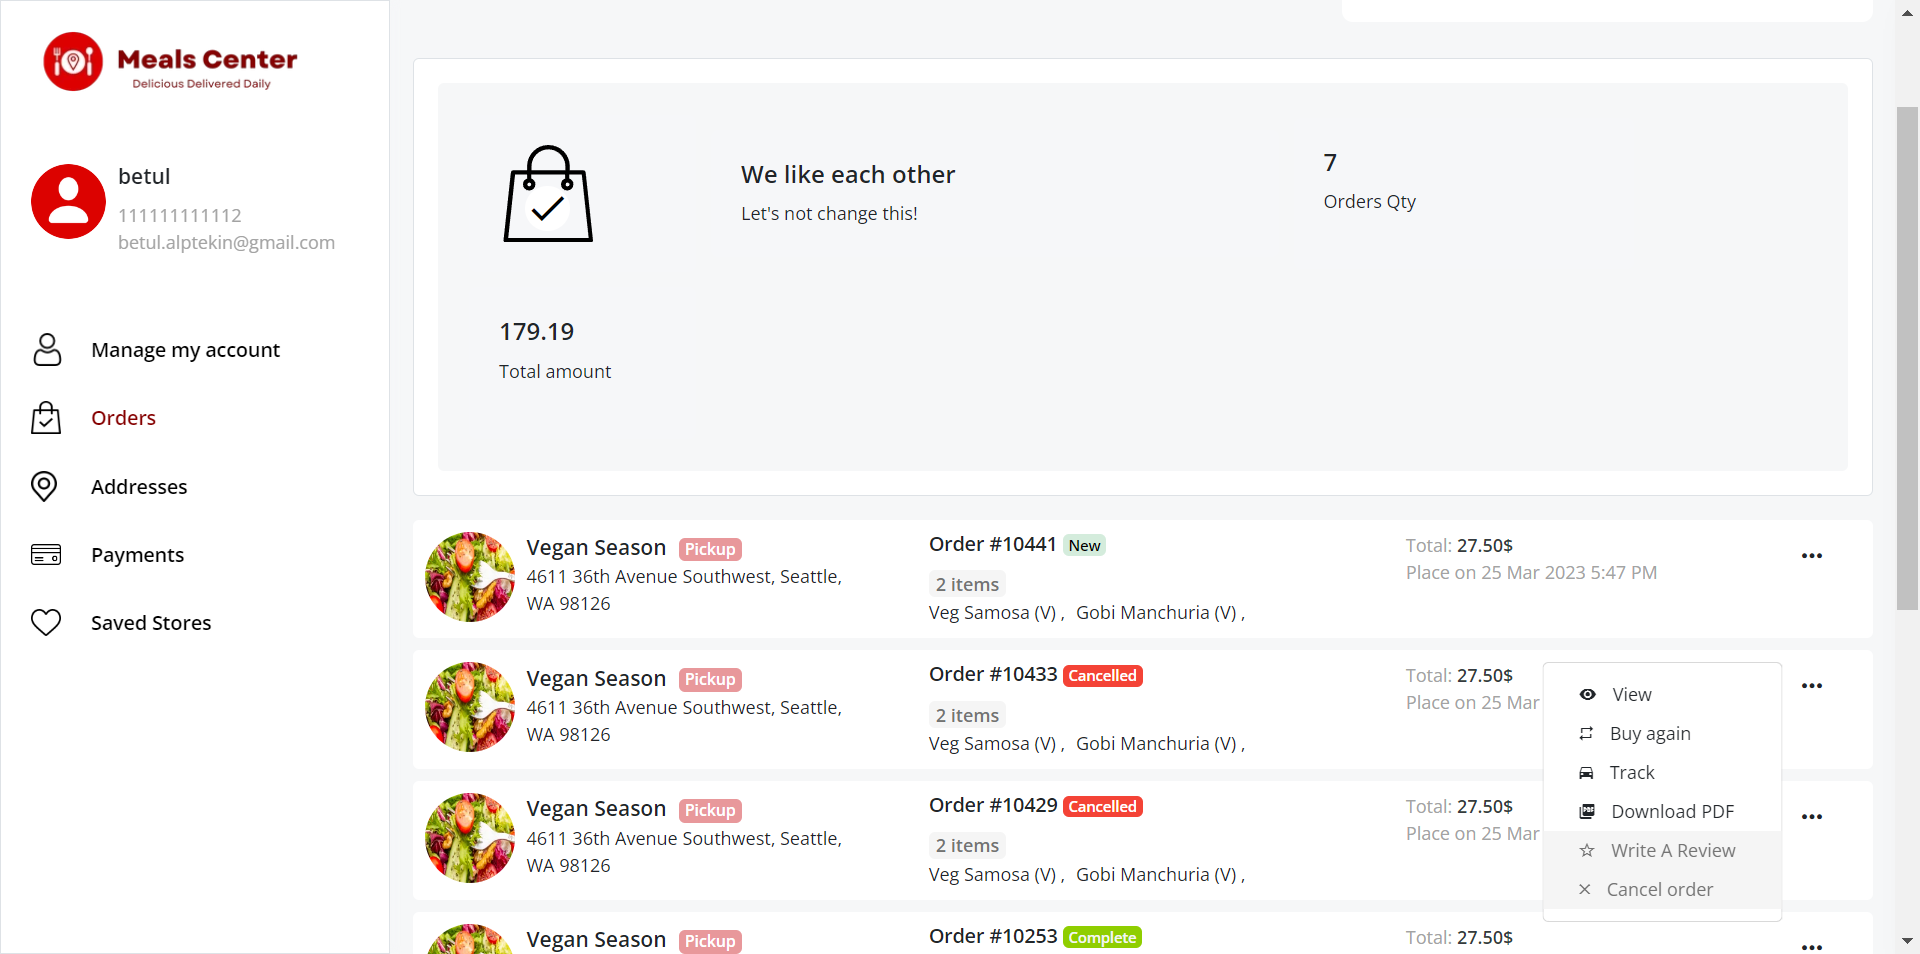 Meals Center
Delicious Delivered Daily
betul
111111111112
betul.alptekin@gmail.com
Manage my account
Orders
Addresses
Payments
Saved Stores
We like each other
Let's not change this!
7
Orders Qty
179.19
Total amount
Vegan Season Pickup
4611 36th Avenue Southwest, Seattle,
WA 98126
Order #10441 New
2 items
Veg Samosa (V) , Gobi Manchuria (V) ,
Total: 27.50$
Place on 25 Mar 2023 5:47 PM
Vegan Season Pickup
4611 36th Avenue Southwest, Seattle,
WA 98126
Order #10433 Cancelled
2 items
Veg Samosa (V) , Gobi Manchuria (V) ,
Total: 27.50$
Place on 25 Mar
View
Buy again
Track
PDF Download PDF
Write A Review
Cancel order
Vegan Season Pickup
4611 36th Avenue Southwest, Seattle,
WA 98126
Order #10429 Cancelled
2 items
Veg Samosa (V) , Gobi Manchuria (V) ,
Total: 27.50$
Place on 25 Mar
Vegan Season Pickup
Order #10253 Complete
Total: 27.50$